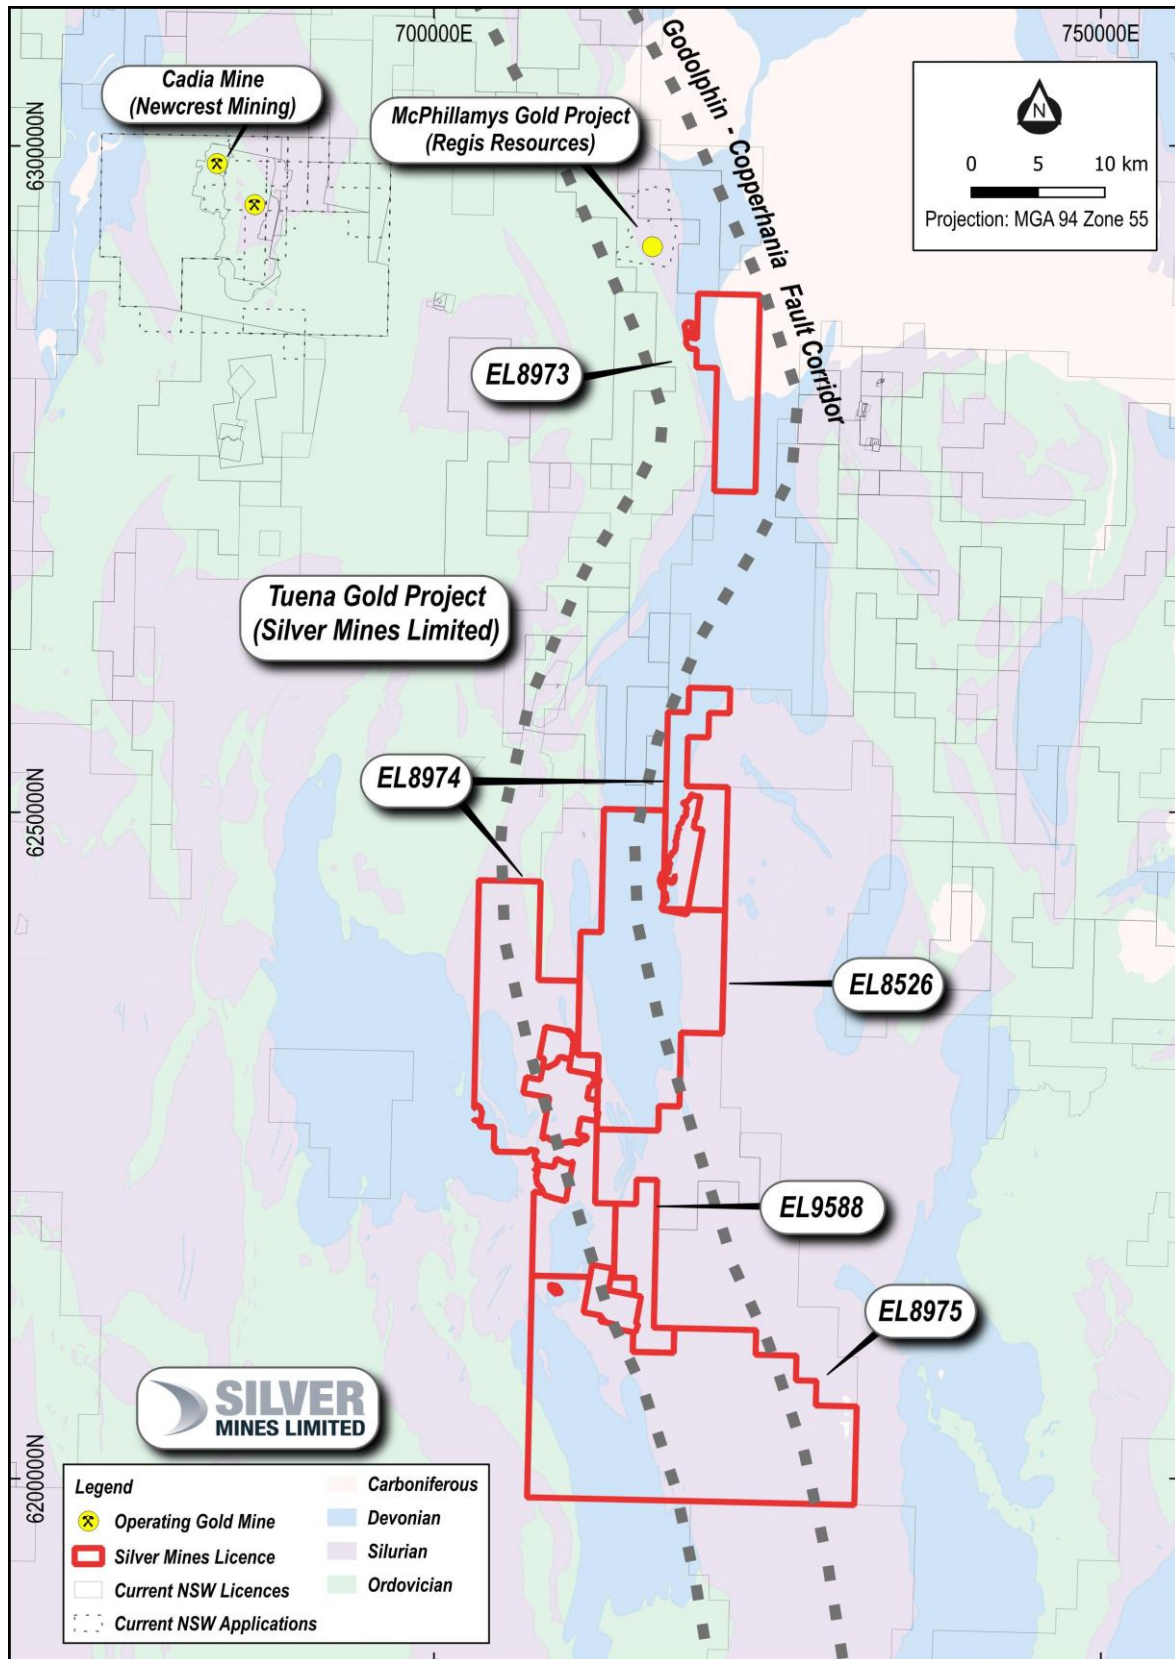 700000E
750000E
Godolphin - Copperhania Fault Corridor
Cadia Mine
(Newcrest Mining)
McPhillamys Gold Project
(Regis Resources)
N
0 5 10 km
Projection: MGA 94 Zone 55
6300000N
EL8973
Tuena Gold Project
(Silver Mines Limited)
EL8974
6250000N
EL8526
EL9588
EL8975
SILVER
MINES LIMITED
6200000N
Legend
Operating Gold Mine
Silver Mines Licence
Current NSW Licences
Current NSW Applications
Carboniferous
Devonian
Silurian
Ordovician